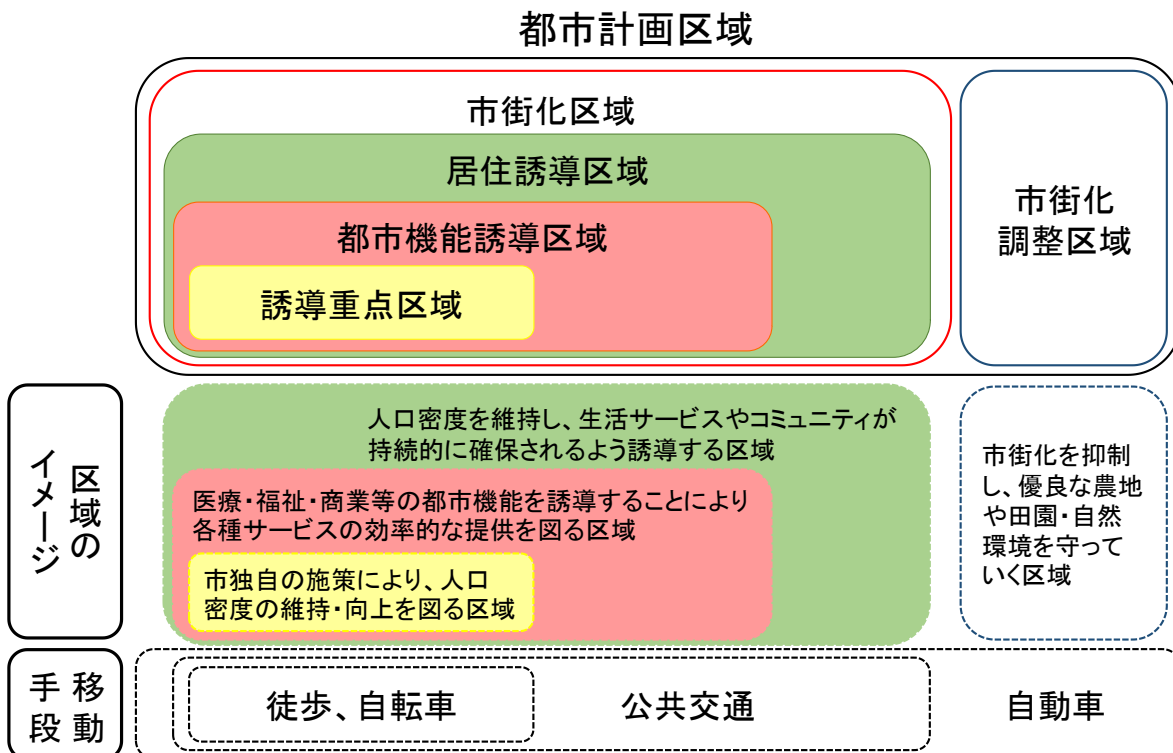 都市計画区域
市街化区域
居住誘導区域
都市機能誘導区域
誘導重点区域
市街化
調整区域
区域の
イメージ
人口密度を維持し、生活サービスやコミュニティが
持続的に確保されるよう誘導する区域
医療・福祉・商業等の都市機能を誘導することにより
各種サービスの効率的な提供を図る区域
市独自の施策により、人口
密度の維持・向上を図る区域
市街化を抑制
し、優良な農地
や田園・自然
環境を守って
いく区域
移動
手段
徒歩、自転車
公共交通
自動車